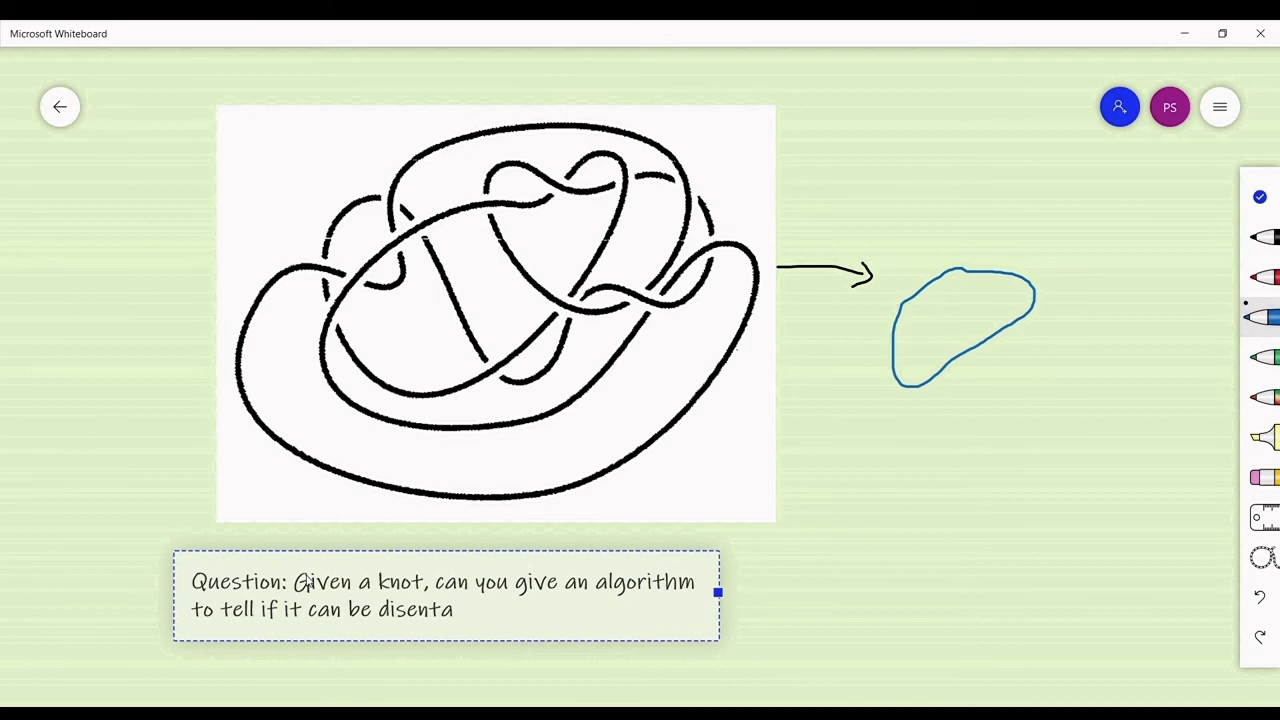 Microsoft Whiteboard
PS
Question: Given a knot, can you give an algorithm
to tell if it can be disenta